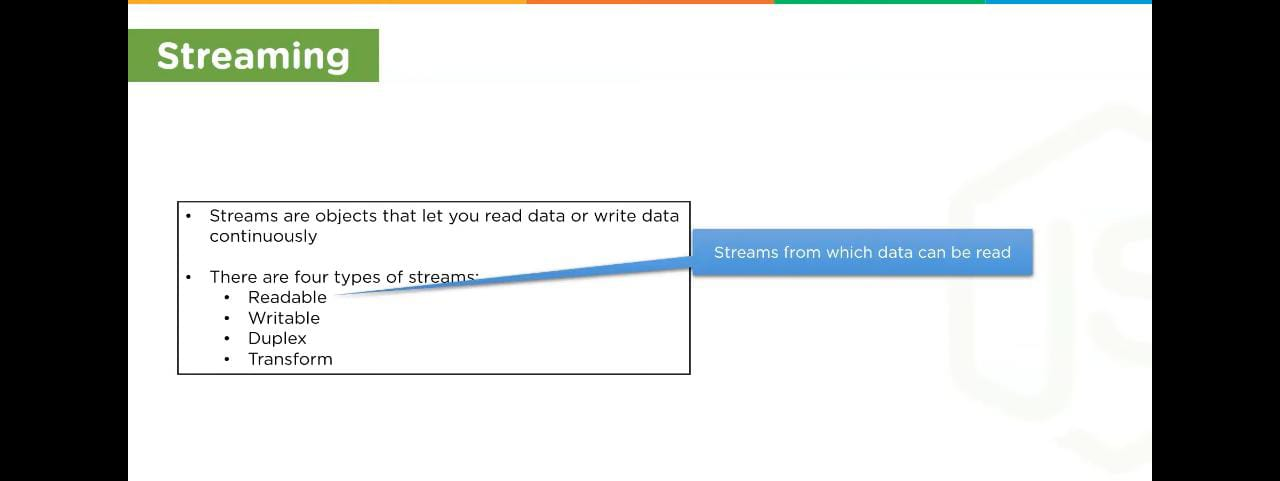 Streaming
• Streams are objects that let you read data or write data
continuously
• There are four types of streams:
• Readable
• Writable
• Duplex
• Transform
Streams from which data can be read
JS